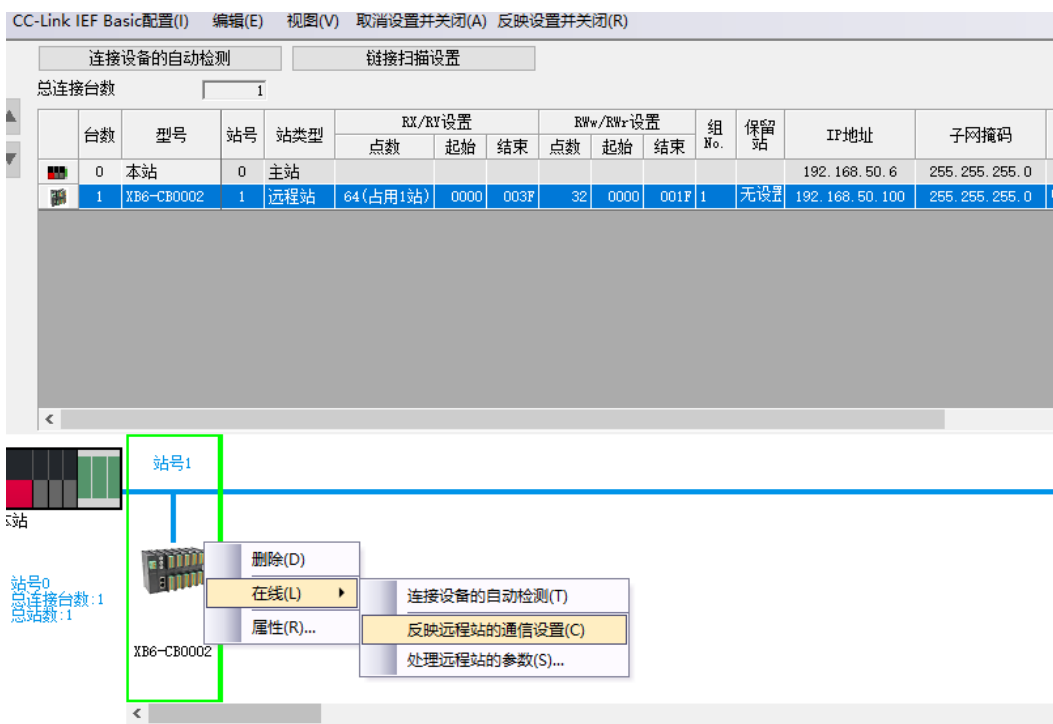 CC-Link IEF Basic配置(I) 编辑(E) 视图(V) 取消设置并关闭(A) 反映设置并关闭(R)
连接设备的自动检测 链接扫描设置
总连接台数 1
台数 型号 站号 站类型 RX/RY设置 RWw/RWr设置 组No. 保留站 IP地址 子网掩码
点数 起始 结束 点数 起始 结束
0 本站 0 主站 192.168.50.6 255.255.255.0
1 XB6-CB0002 1 远程站 64(占用1站) 0000 003F 32 0000 001F 1 无设置 192.168.50.100 255.255.255.0
站号1
本站
站号0
总连接台数:1
总站数:1
XB6-CB0002
删除(D)
在线(L)
属性(R)...
连接设备的自动检测(T)
反映远程站的通信设置(C)
处理远程站的参数(S)...